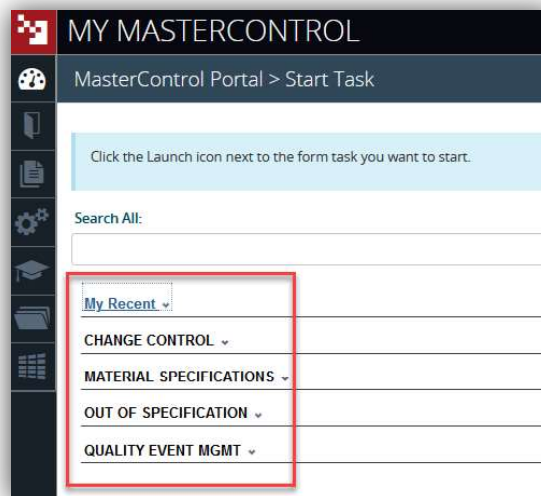 MY MASTERCONTROL
MasterControl Portal > Start Task
Click the Launch icon next to the form task you want to start.
Search All:
My Recent
CHANGE CONTROL
MATERIAL SPECIFICATIONS
OUT OF SPECIFICATION
QUALITY EVENT MGMT